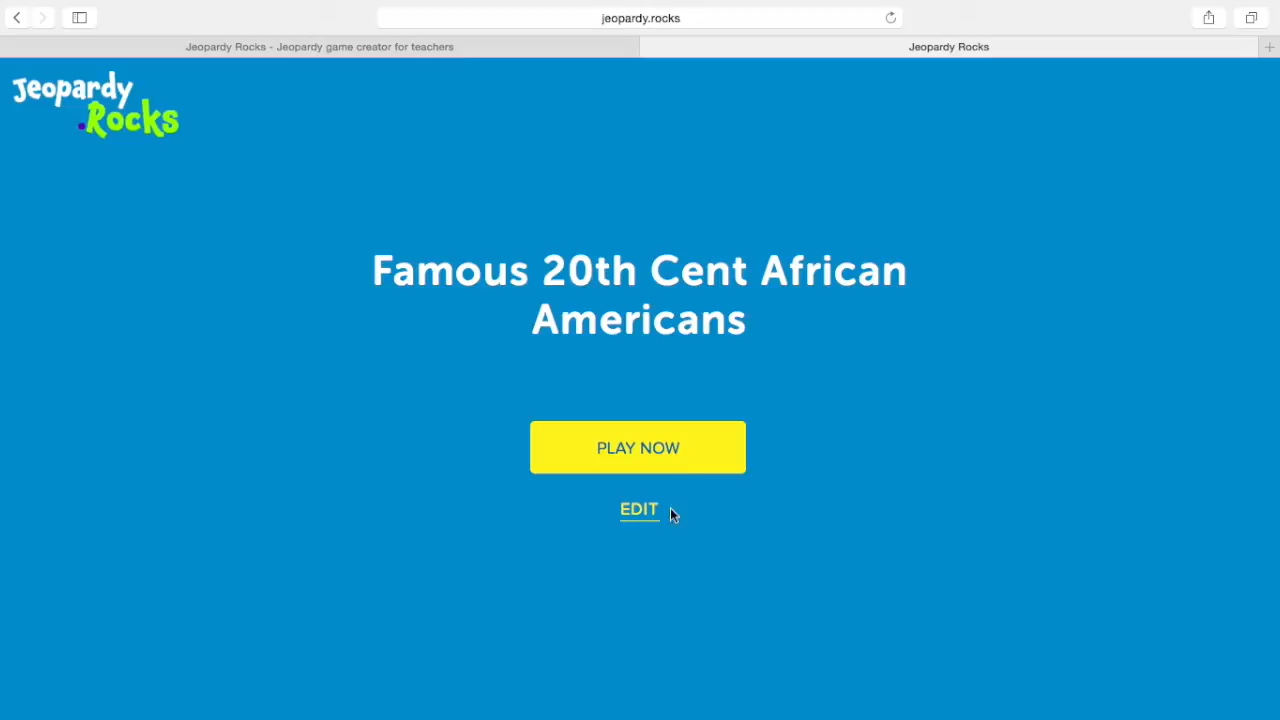 jeopardy.rocks
Jeopardy Rocks - Jeopardy game creator for teachers
Jeopardy Rocks
Jeopardy
.Rocks
Famous 20th Cent African
Americans
PLAY NOW
EDIT